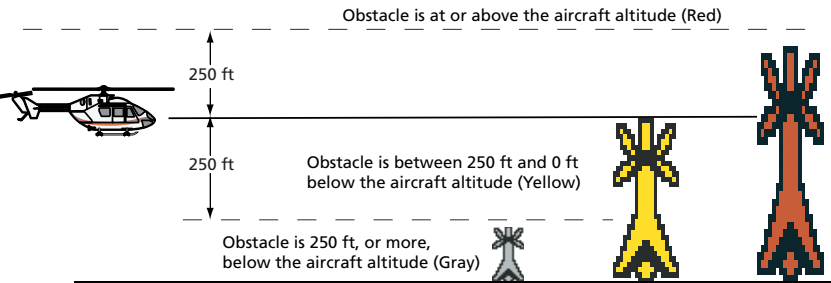 Obstacle is at or above the aircraft altitude (Red)
250 ft
250 ft
Obstacle is between 250 ft and 0 ft
below the aircraft altitude (Yellow)
Obstacle is 250 ft, or more,
below the aircraft altitude (Gray)